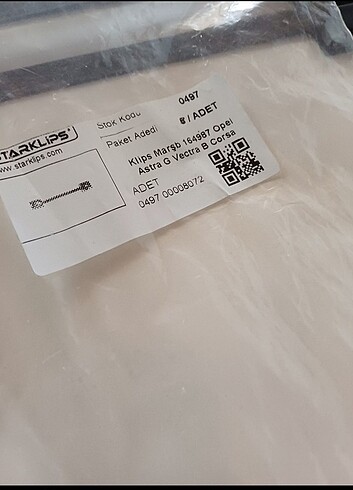 STARKLIPS
www.starklips.com
Stok Kodu 0497
Paket Adedi 8 / ADET
Klips Marşb 164987 Opel
Astra G Vectra B Corsa
ADET
0497 00008072